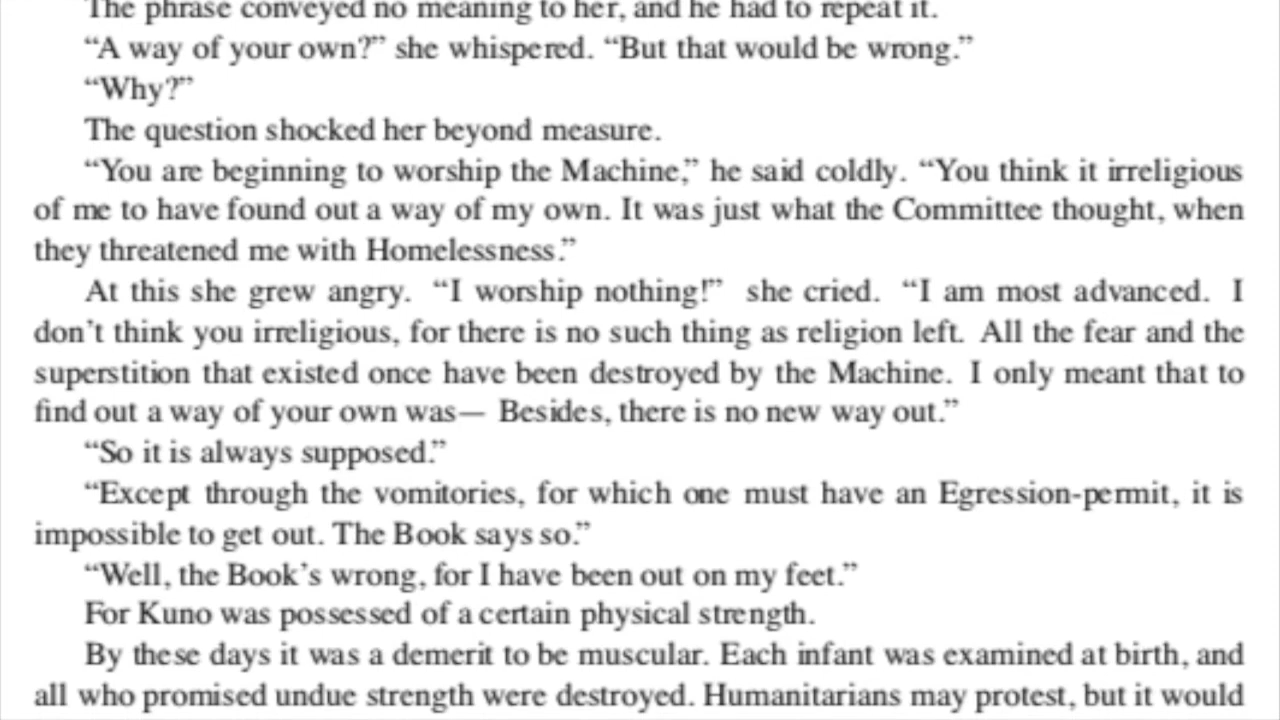 The phrase conveyed no meaning to her, and he had to repeat it.
“A way of your own?” she whispered. “But that would be wrong.”
“Why?”
The question shocked her beyond measure.
“You are beginning to worship the Machine,” he said coldly. “You think it irreligious
of me to have found out a way of my own. It was just what the Committee thought, when
they threatened me with Homelessness.”
At this she grew angry. “I worship nothing!” she cried. “I am most advanced. I
don’t think you irreligious, for there is no such thing as religion left. All the fear and the
superstition that existed once have been destroyed by the Machine. I only meant that to
find out a way of your own was— Besides, there is no new way out.”
“So it is always supposed.”
“Except through the vomitories, for which one must have an Egression-permit, it is
impossible to get out. The Book says so.”
“Well, the Book’s wrong, for I have been out on my feet.”
For Kuno was possessed of a certain physical strength.
By these days it was a demerit to be muscular. Each infant was examined at birth, and
all who promised undue strength were destroyed. Humanitarians may protest, but it would